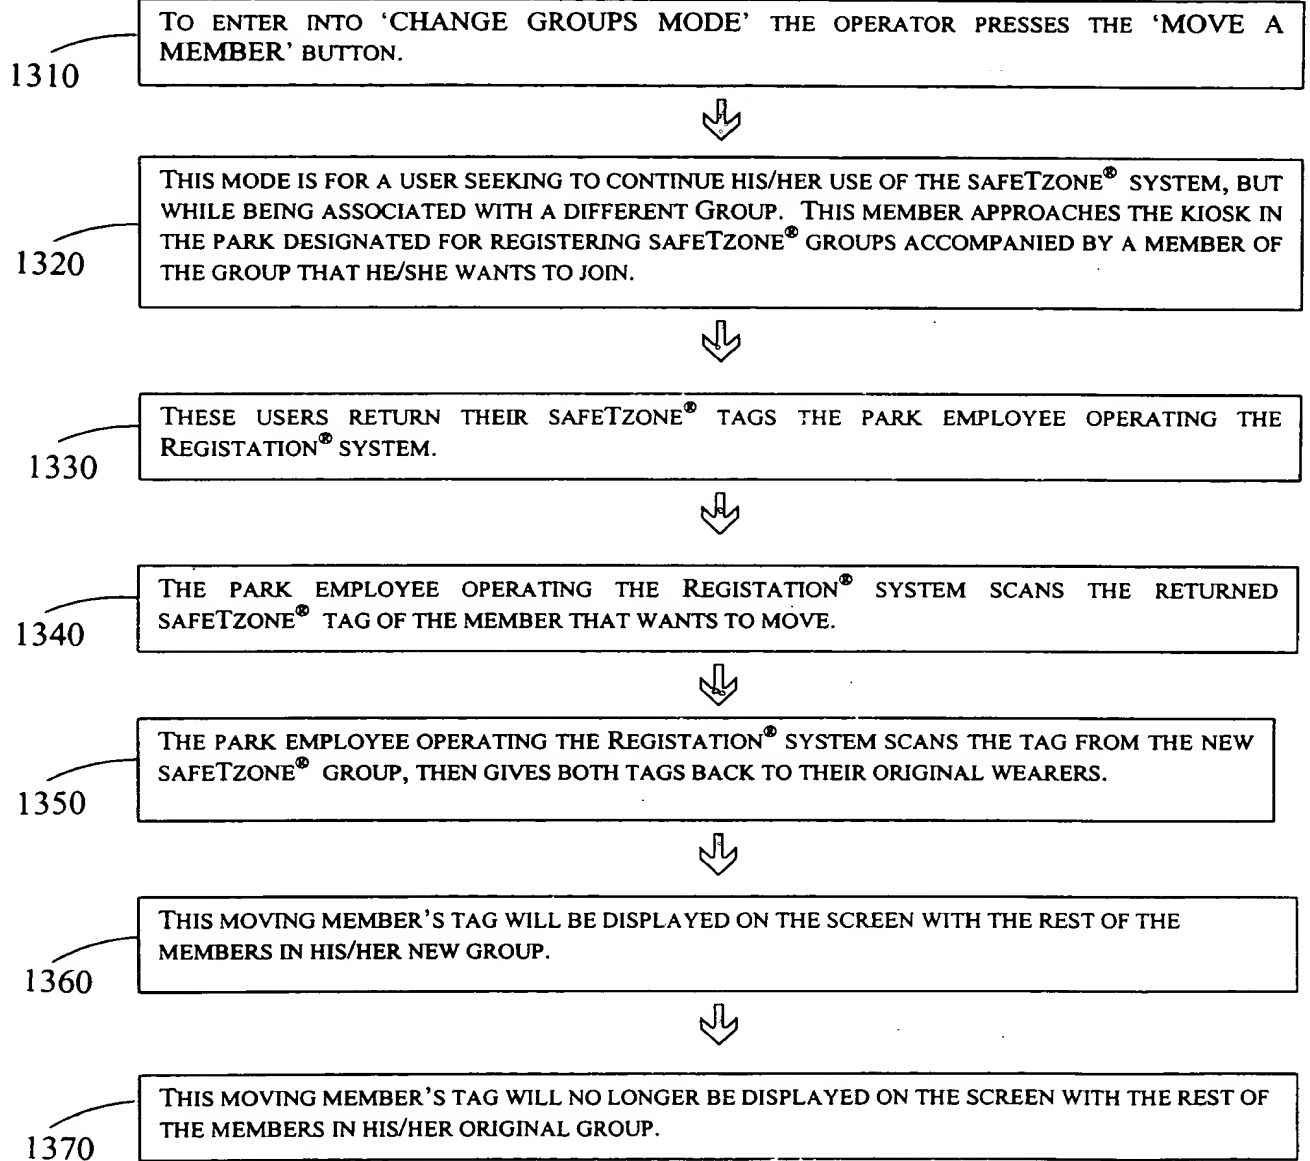 TO ENTER INTO ‘CHANGE GROUPS MODE’ THE OPERATOR PRESSES THE ‘MOVE A
MEMBER’ BUTTON.
1310
THIS MODE IS FOR A USER SEEKING TO CONTINUE HIS/HER USE OF THE SAFETZONE® SYSTEM, BUT
WHILE BEING ASSOCIATED WITH A DIFFERENT GROUP. THIS MEMBER APPROACHES THE KIOSK IN
THE PARK DESIGNATED FOR REGISTERING SAFETZONE® GROUPS ACCOMPANIED BY A MEMBER OF
THE GROUP THAT HE/SHE WANTS TO JOIN.
1320
THESE USERS RETURN THEIR SAFETZONE® TAGS THE PARK EMPLOYEE OPERATING THE
REGISTATION® SYSTEM.
1330
THE PARK EMPLOYEE OPERATING THE REGISTATION® SYSTEM SCANS THE RETURNED
SAFETZONE® TAG OF THE MEMBER THAT WANTS TO MOVE.
1340
THE PARK EMPLOYEE OPERATING THE REGISTATION® SYSTEM SCANS THE TAG FROM THE NEW
SAFETZONE® GROUP, THEN GIVES BOTH TAGS BACK TO THEIR ORIGINAL WEARERS.
1350
THIS MOVING MEMBER’S TAG WILL BE DISPLAYED ON THE SCREEN WITH THE REST OF THE
MEMBERS IN HIS/HER NEW GROUP.
1360
THIS MOVING MEMBER’S TAG WILL NO LONGER BE DISPLAYED ON THE SCREEN WITH THE REST OF
THE MEMBERS IN HIS/HER ORIGINAL GROUP.
1370